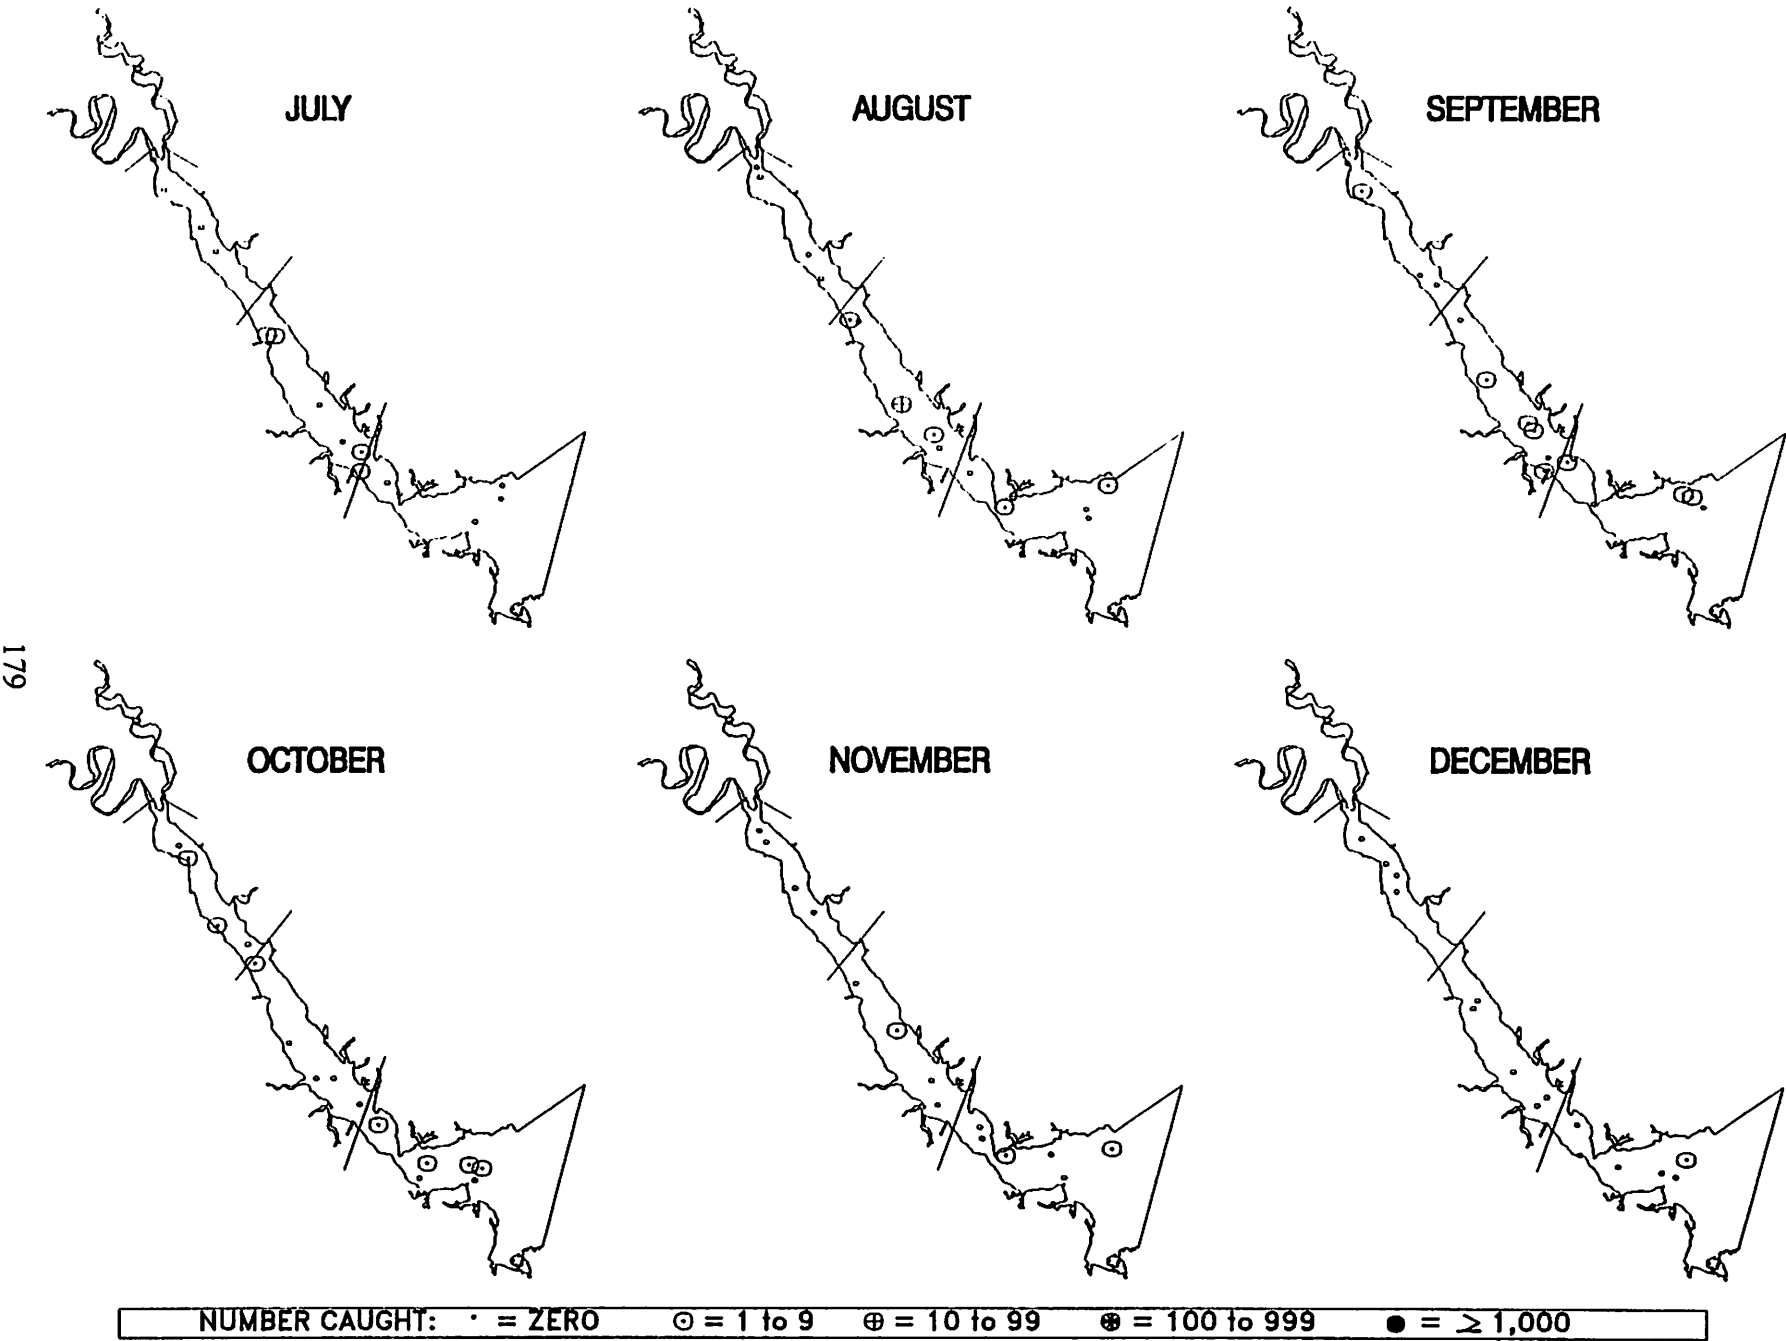 JULY
AUGUST
SEPTEMBER
179
OCTOBER
NOVEMBER
DECEMBER
NUMBER CAUGHT: · = ZERO ⊙ = 1 to 9 ⊕ = 10 to 99 ⊛ = 100 to 999 ● = ≥ 1,000